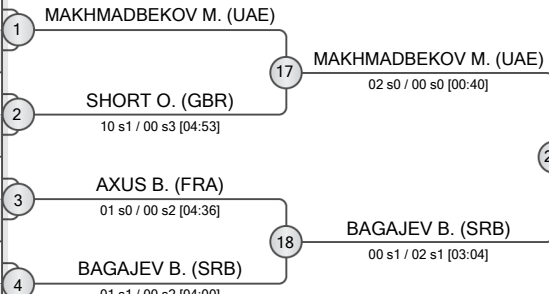 MAKHMADBEKOV M. (UAE)
1
17
MAKHMADBEKOV M. (UAE)
02 s0 / 00 s0 [00:40]
2
SHORT O. (GBR)
10 s1 / 00 s3 [04:53]
3
AXUS B. (FRA)
01 s0 / 00 s2 [04:36]
18
BAGAJEV B. (SRB)
00 s1 / 02 s1 [03:04]
4
BAGAJEV B. (SRB)